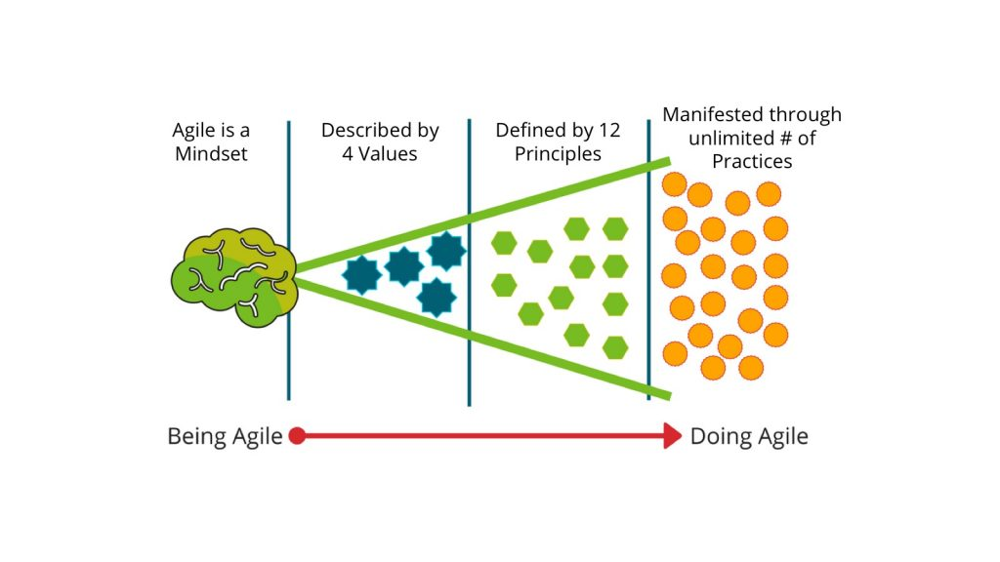 Agile is a
Mindset
Described by
4 Values
Defined by 12
Principles
Manifested through
unlimited # of
Practices
Being Agile
Doing Agile